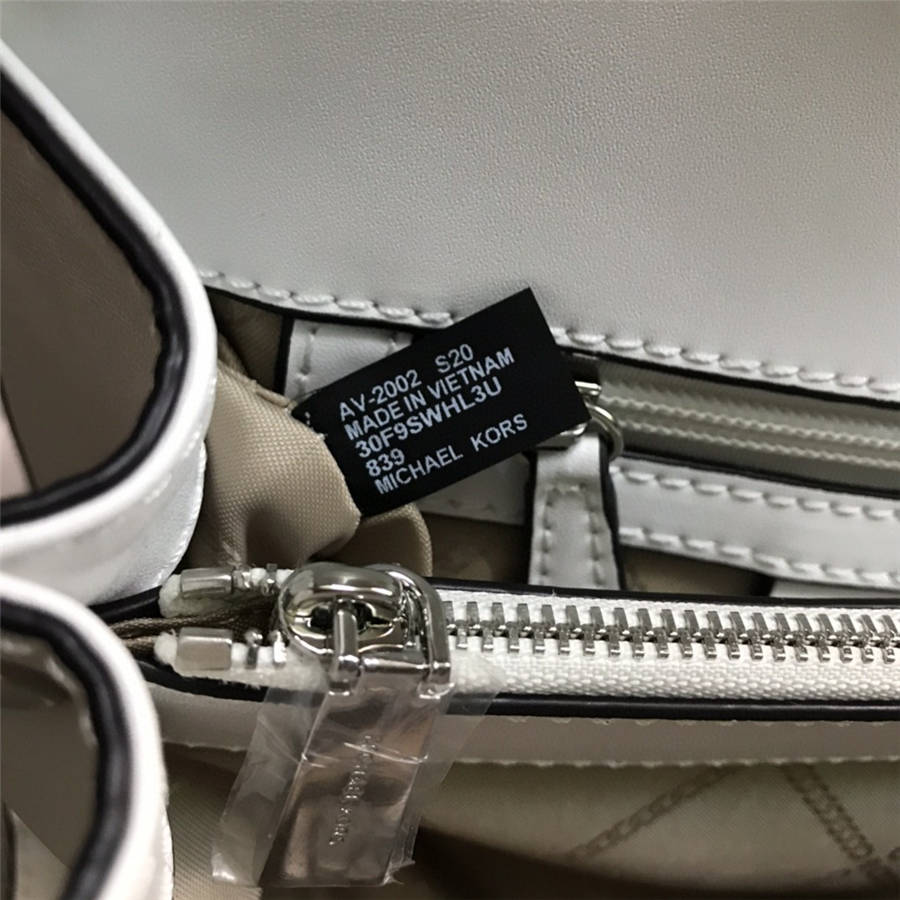 AV-2002 S20
MADE IN VIETNAM
30F9SWHL3U
839
MICHAEL KORS